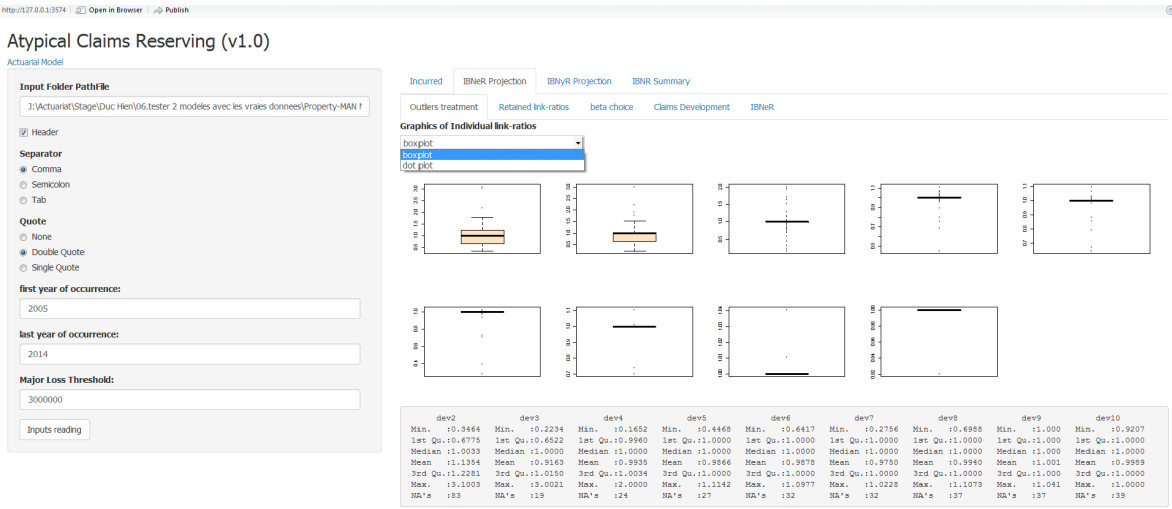 http://127.0.0.1:3574 Open in Browser Publish
Atypical Claims Reserving (v1.0)
Actuarial Model
Input Folder PathFile
J:\Actuariat\Stage\Duc Hien\06.tester 2 modeles avec les vraies donnees\Property-MAN
Header
Separator
Comma
Semicolon
Tab
Quote
None
Double Quote
Single Quote
first year of occurrence:
2005
last year of occurrence:
2014
Major Loss Threshold:
3000000
Inputs reading
Incurred IBNeR Projection IBNyR Projection IBNR Summary
Outliers treatment Retained link-ratios beta choice Claims Development IBNeR
Graphics of Individual link-ratios
boxplot
boxplot
dot plot
dev2 dev3 dev4 dev5 dev6 dev7 dev8 dev9 dev10
Min. :0.3464 Min. :0.2234 Min. :0.1652 Min. :0.4468 Min. :0.6417 Min. :0.2756 Min. :0.6988 Min. :1.000 Min. :0.9207
1st Qu.:0.6775 1st Qu.:0.6522 1st Qu.:0.9960 1st Qu.:1.0000 1st Qu.:1.0000 1st Qu.:1.0000 1st Qu.:1.0000 1st Qu.:1.000 1st Qu.:1.0000
Median :1.0033 Median :1.0000 Median :1.0000 Median :1.0000 Median :1.0000 Median :1.0000 Median :1.0000 Median :1.000 Median :1.0000
Mean :1.1354 Mean :0.9163 Mean :0.9935 Mean :0.9866 Mean :0.9878 Mean :0.9750 Mean :0.9940 Mean :1.001 Mean :0.9989
3rd Qu.:1.2281 3rd Qu.:1.0150 3rd Qu.:1.0034 3rd Qu.:1.0000 3rd Qu.:1.0000 3rd Qu.:1.0000 3rd Qu.:1.0000 3rd Qu.:1.000 3rd Qu.:1.0000
Max. :3.1003 Max. :3.0021 Max. :2.0000 Max. :1.1142 Max. :1.0977 Max. :1.0228 Max. :1.1073 Max. :1.041 Max. :1.0000
NA's :83 NA's :19 NA's :24 NA's :27 NA's :32 NA's :32 NA's :37 NA's :37 NA's :39